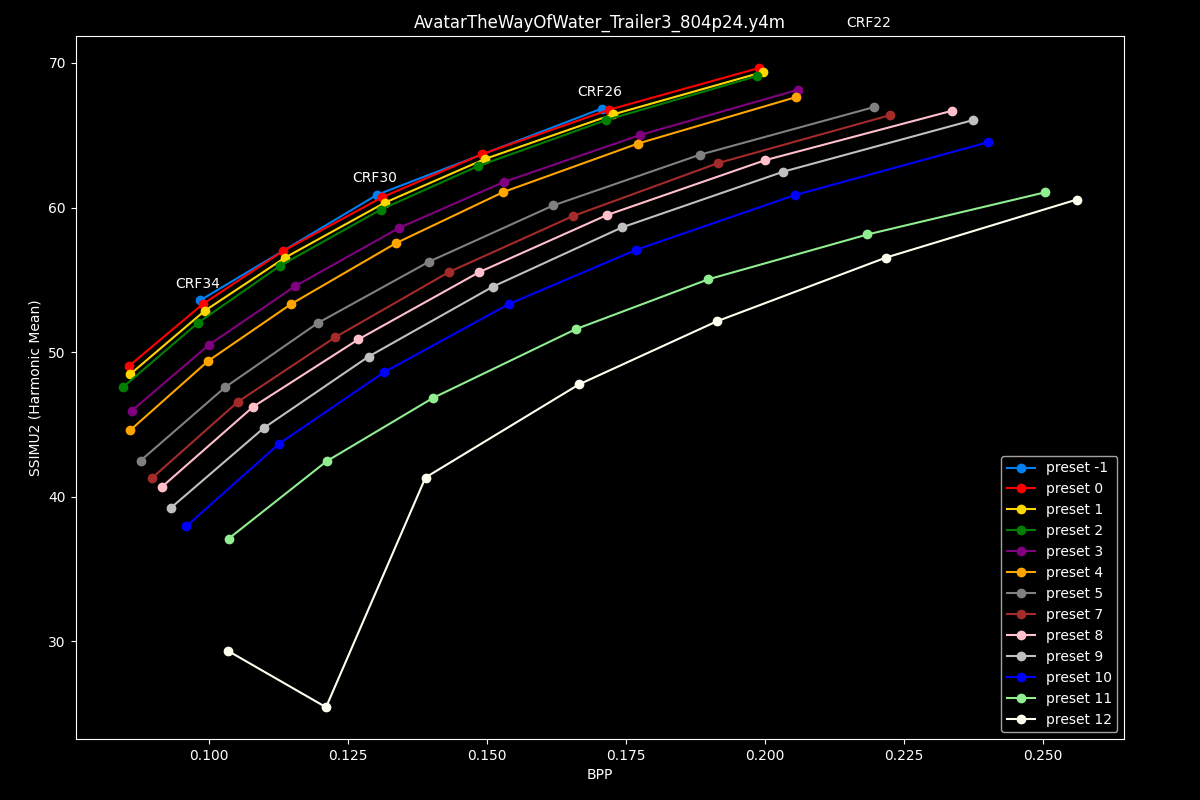 AvatarTheWayOfWater_Trailer3_804p24.y4m
CRF22
CRF26
CRF30
CRF34
SSIMU2 (Harmonic Mean)
70
60
50
40
30
preset -1
preset 0
preset 1
preset 2
preset 3
preset 4
preset 5
preset 7
preset 8
preset 9
preset 10
preset 11
preset 12
0.100 0.125 0.150 0.175 0.200 0.225 0.250
BPP